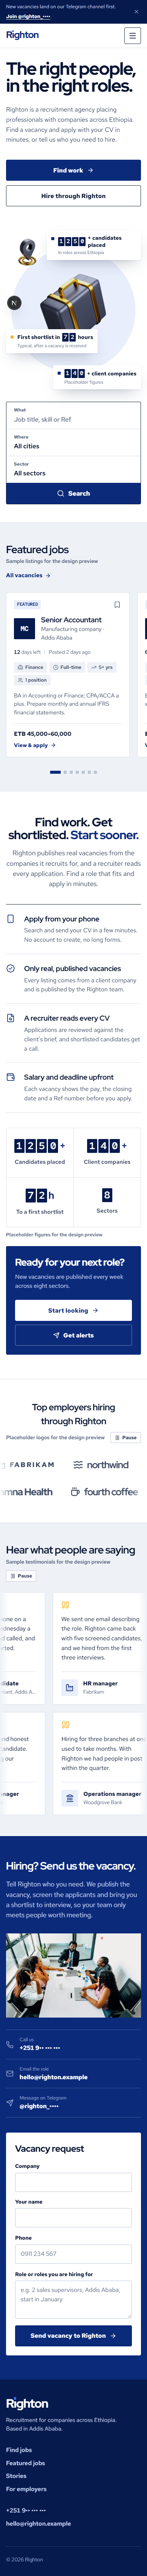 New vacancies land on our Telegram channel first.
Join @righton_••••
Righton
The right people,
in the right roles.
Righton is a recruitment agency placing
professionals with companies across Ethiopia.
Find a vacancy and apply with your CV in
minutes, or tell us who you need to hire.
Find work
Hire through Righton
1250 + candidates
placed
In roles across Ethiopia
N
First shortlist in 72 hours
Typical, after a vacancy is received
140 + client companies
Placeholder figures
What
Job title, skill or Ref
Where
All cities
Sector
All sectors
Search
Featured jobs
Sample listings for the design preview
All vacancies
FEATURED
MC
Senior Accountant
Manufacturing company ·
Addis Ababa
12 days left
Posted 2 days ago
Finance
Full-time
5+ yrs
1 position
BA in Accounting or Finance; CPA/ACCA a
plus. Prepare monthly and annual IFRS
financial statements.
ETB 45,000–60,000
View & apply
Find work. Get
shortlisted. Start sooner.
Righton publishes real vacancies from the
companies it recruits for, and a recruiter reads
every application. Find a role that fits and
apply in minutes.
Apply from your phone
Search and send your CV in a few minutes.
No account to create, no long forms.
Only real, published vacancies
Every listing comes from a client company
and is published by the Righton team.
A recruiter reads every CV
Applications are reviewed against the
client's brief, and shortlisted candidates get
a call.
Salary and deadline upfront
Each vacancy shows the pay, the closing
date and the Ref number before you apply.
1250+
Candidates placed
140+
Client companies
72h
To a first shortlist
8
Sectors
Placeholder figures for the design preview
Ready for your next role?
New vacancies are published every week
across eight sectors.
Start looking
Get alerts
Top employers hiring
through Righton
Placeholder logos for the design preview
Pause
FABRIKAM
northwind
mna Health
fourth coffee
Hear what people are saying
Sample testimonials for the design preview
Pause
We sent one email describing
the role. Righton came back
with five screened candidates,
and we hired from the first
three interviews.
HR manager
Fabrikam
Hiring for three branches at on
used to take months. With
Righton we had people in post
within the quarter.
Operations manager
Woodgrove Bank
Hiring? Send us the vacancy.
Tell Righton who you need. We publish the
vacancy, screen the applicants and bring you
a shortlist to interview, so your team only
meets people worth meeting.
Call us
+251 9•• ••• •••
Email the role
hello@righton.example
Message on Telegram
@righton_••••
Vacancy request
Company
Your name
Phone
0911 234 567
Role or roles you are hiring for
e.g. 2 sales supervisors, Addis Ababa,
start in January
Send vacancy to Righton
Righton
Recruitment for companies across Ethiopia.
Based in Addis Ababa.
Find jobs
Featured jobs
Stories
For employers
+251 9•• ••• •••
hello@righton.example
© 2026 Righton